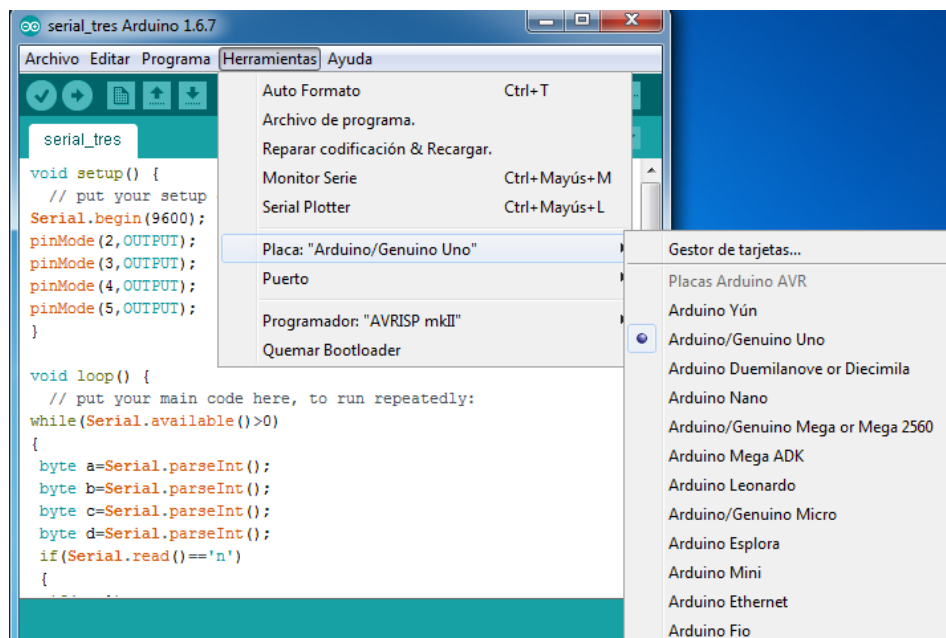 serial_tres Arduino 1.6.7
Archivo Editar Programa Herramientas Ayuda
Auto Formato Ctrl+T
Archivo de programa.
Reparar codificación & Recargar.
Monitor Serie Ctrl+Mayús+M
Serial Plotter Ctrl+Mayús+L
Placa: "Arduino/Genuino Uno"
Puerto
Programador: "AVRISP mkII"
Quemar Bootloader
Gestor de tarjetas...
Placas Arduino AVR
Arduino Yún
Arduino/Genuino Uno
Arduino Duemilanove or Diecimila
Arduino Nano
Arduino/Genuino Mega or Mega 2560
Arduino Mega ADK
Arduino Leonardo
Arduino/Genuino Micro
Arduino Esplora
Arduino Mini
Arduino Ethernet
Arduino Fio
serial_tres
void setup() {
// put your setup
Serial.begin(9600);
pinMode(2,OUTPUT);
pinMode(3,OUTPUT);
pinMode(4,OUTPUT);
pinMode(5,OUTPUT);
}
void loop() {
// put your main code here, to run repeatedly:
while(Serial.available()>0)
{
byte a=Serial.parseInt();
byte b=Serial.parseInt();
byte c=Serial.parseInt();
byte d=Serial.parseInt();
if(Serial.read()=='n')
{